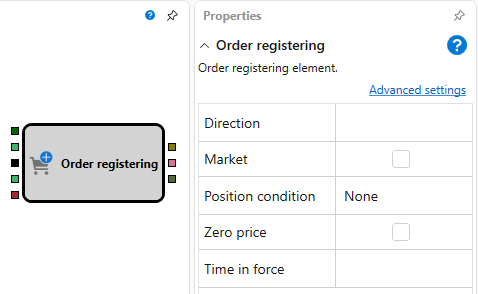 Properties
Order registering
Order registering element.
Advanced settings
Direction
Market
Order registering
Position condition None
Zero price
Time in force